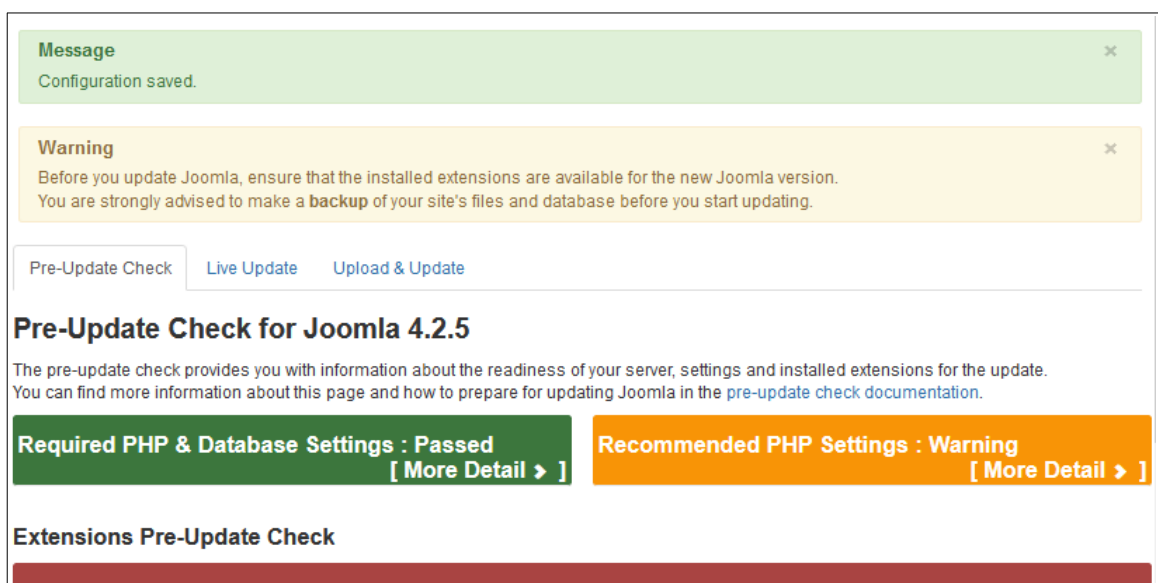 Message
Configuration saved.
Warning
Before you update Joomla, ensure that the installed extensions are available for the new Joomla version.
You are strongly advised to make a backup of your site's files and database before you start updating.
Pre-Update Check
Live Update
Upload & Update
Pre-Update Check for Joomla 4.2.5
The pre-update check provides you with information about the readiness of your server, settings and installed extensions for the update.
You can find more information about this page and how to prepare for updating Joomla in the pre-update check documentation.
Required PHP & Database Settings : Passed
[ More Detail > ]
Recommended PHP Settings : Warning
[ More Detail > ]
Extensions Pre-Update Check